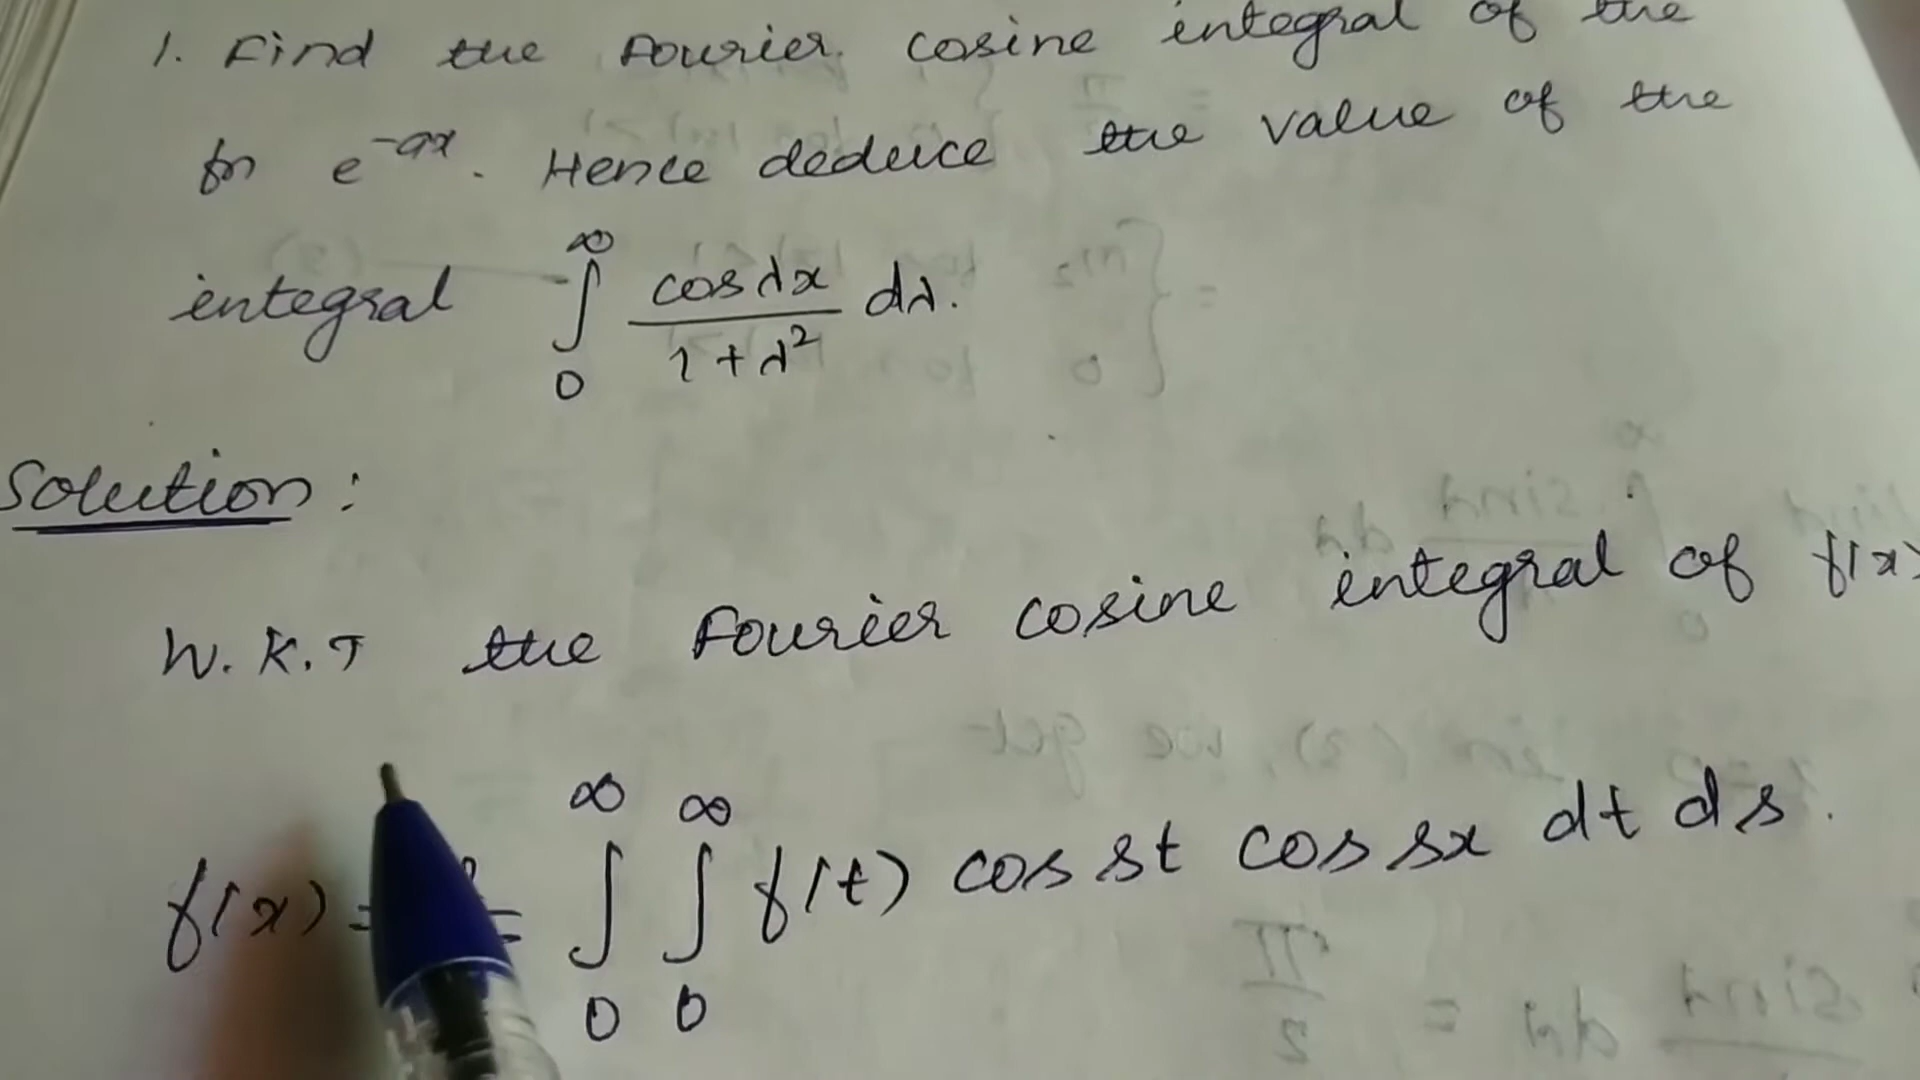 1. Find the Fourier cosine integral of the
fn e^{-ax}. Hence deduce the value of the
integral ∫_0^∞ cos λx / 1+λ² dλ.
Solution:
W.K.T the Fourier cosine integral of f(x)
f(x) = ∫_0^∞ ∫_0^∞ f(t) cos st cos sx dt ds.